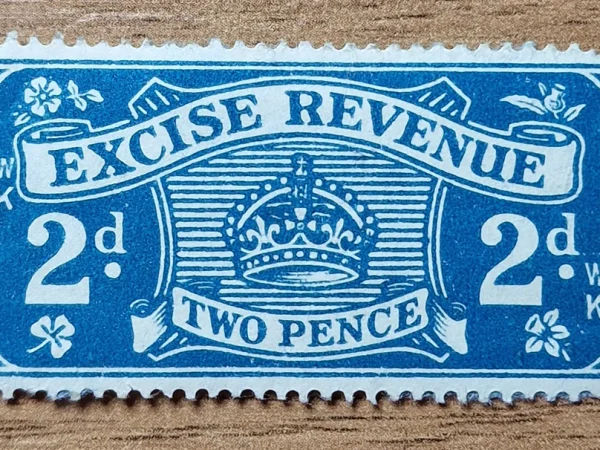 EXCISE REVENUE
W
K
2d.
2d.
W
K
TWO PENCE